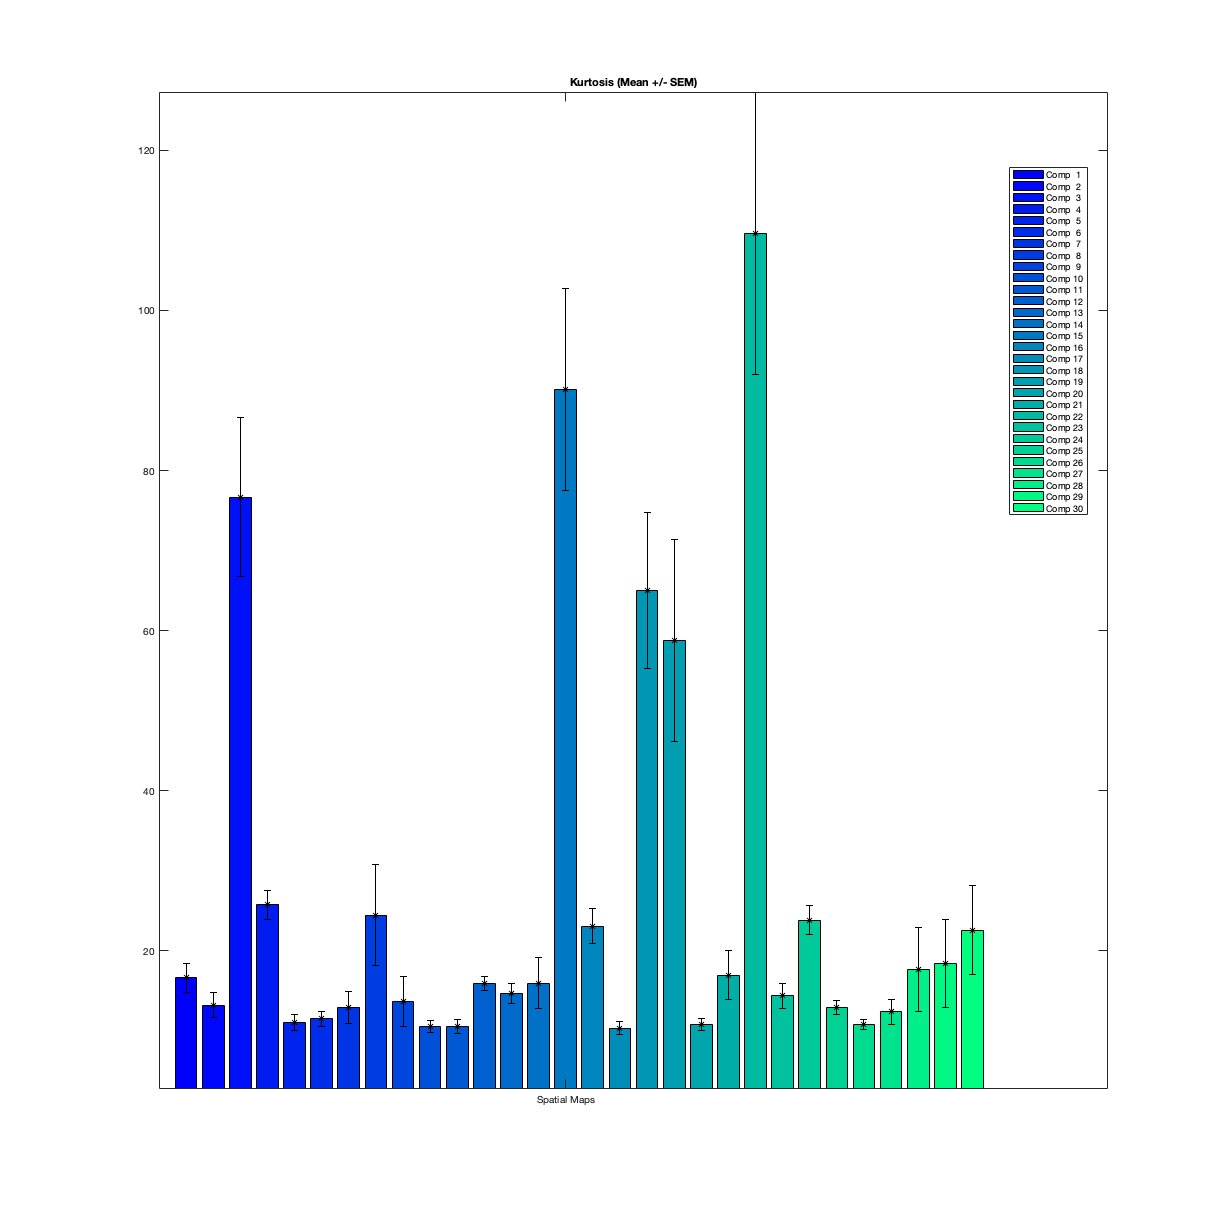 Kurtosis (Mean +/- SEM)
120
100
80
60
40
20
Spatial Maps
Comp 1
Comp 2
Comp 3
Comp 4
Comp 5
Comp 6
Comp 7
Comp 8
Comp 9
Comp 10
Comp 11
Comp 12
Comp 13
Comp 14
Comp 15
Comp 16
Comp 17
Comp 18
Comp 19
Comp 20
Comp 21
Comp 22
Comp 23
Comp 24
Comp 25
Comp 26
Comp 27
Comp 28
Comp 29
Comp 30